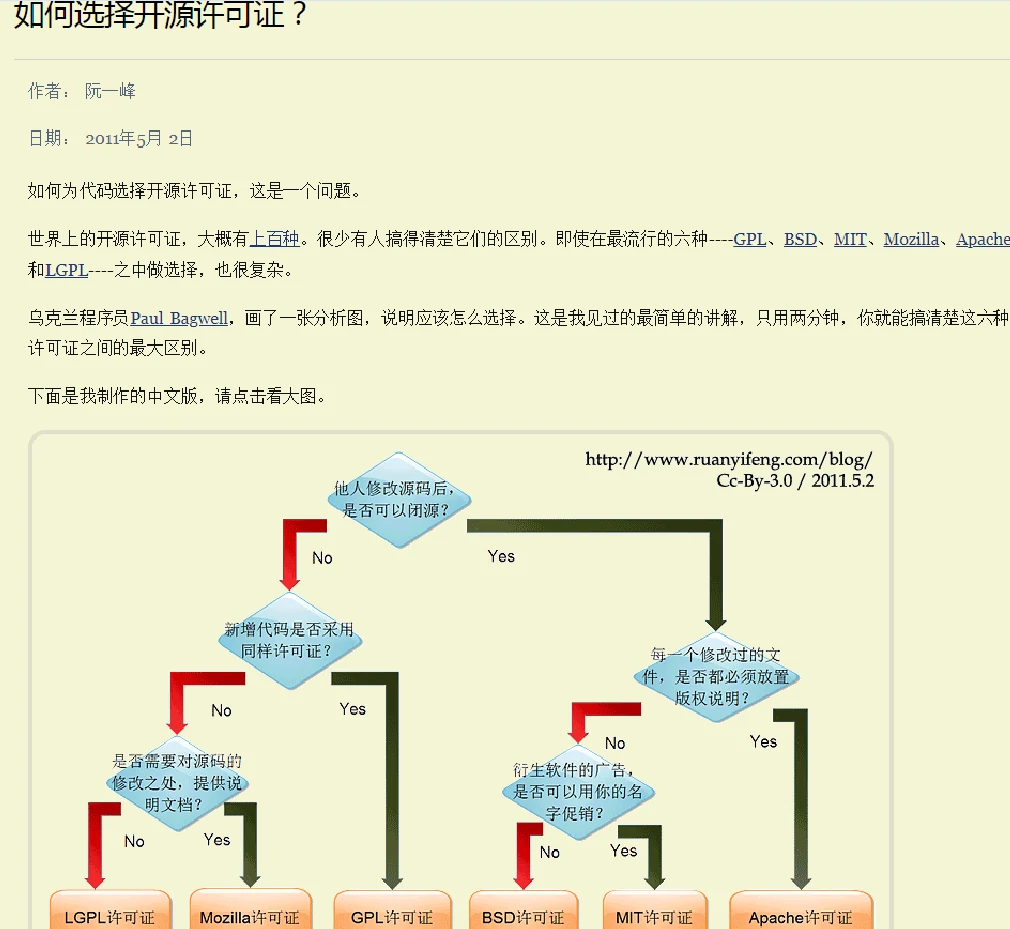 如何选择开源许可证？
作者： 阮一峰
日期： 2011年5月 2日
如何为代码选择开源许可证，这是一个问题。
世界上的开源许可证，大概有上百种。很少有人搞得清楚它们的区别。即使在最流行的六种----GPL、BSD、MIT、Mozilla、Apache
和LGPL----之中做选择，也很复杂。
乌克兰程序员Paul Bagwell，画了一张分析图，说明应该怎么选择。这是我见过的最简单的讲解，只用两分钟，你就能搞清楚这六种
许可证之间的最大区别。
下面是我制作的中文版，请点击看大图。
http://www.ruanyifeng.com/blog/
Cc-By-3.0 / 2011.5.2
他人修改源码后，
是否可以闭源？
No
Yes
新增代码是否采用
同样许可证？
每一个修改过的文
件，是否都必须放置
版权说明？
No
Yes
No
Yes
是否需要对源码的
修改之处，提供说
明文档？
衍生软件的广告，
是否可以用你的名
字促销？
No
Yes
No
Yes
LGPL许可证
Mozilla许可证
GPL许可证
BSD许可证
MIT许可证
Apache许可证